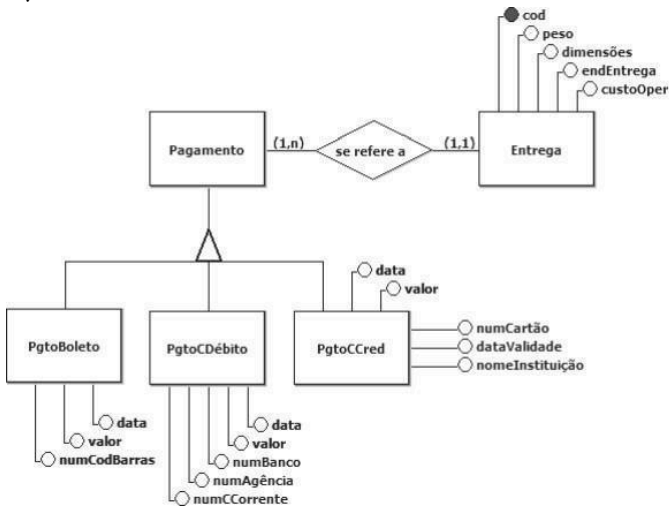 cod
peso
dimensões
endEntrega
custoOper
Pagamento
(1,n)
se refere a
(1,1)
Entrega
data
valor
PgtoBoleto
PgtoCDébito
PgtoCCred
numCartão
dataValidade
nomeInstituição
data
valor
numCodBarras
data
valor
numBanco
numAgência
numCCorrente